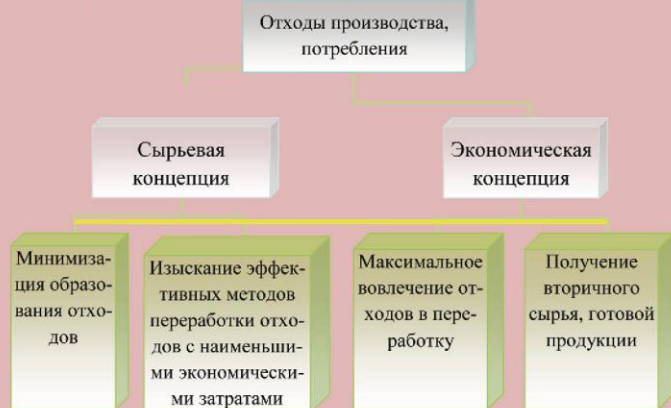 Отходы производства,
потребления
Сырьевая
концепция
Экономическая
концепция
Минимиза-
ция образо-
вания отхо-
дов
Изыскание эффек-
тивных методов
переработки отхо-
дов с наименьши-
ми экономически-
ми затратами
Максимальное
вовлечение от-
ходов в пере-
работку
Получение
вторичного
сырья, готовой
продукции